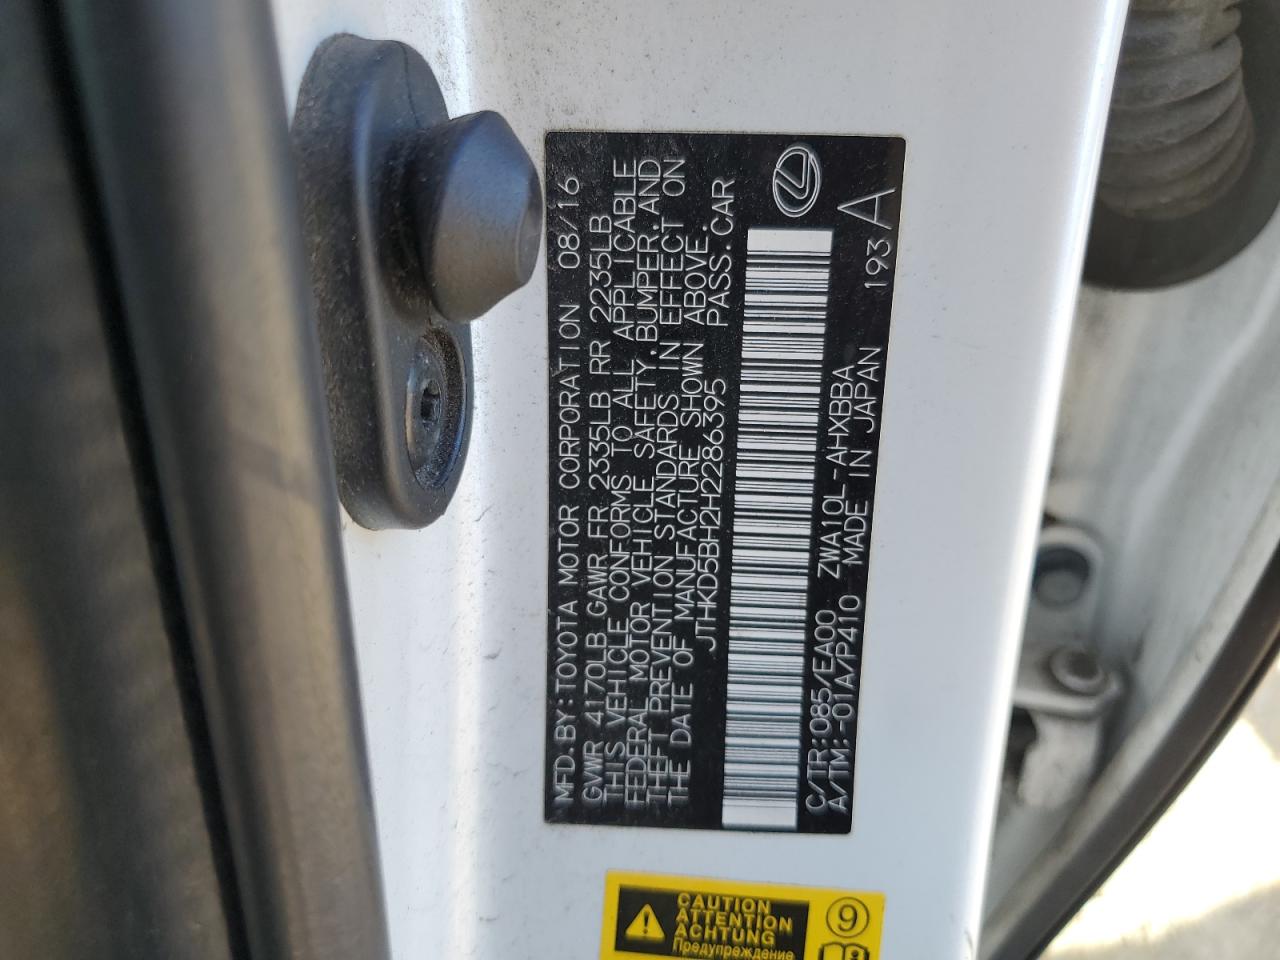 MFD.BY:TOYOTA MOTOR CORPORATION 08/16
GVWR 4170LB GAWR FR 2335LB RR 2235LB
THIS VEHICLE CONFORMS TO ALL APPLICABLE
FEDERAL MOTOR VEHICLE SAFETY,BUMPER,AND
THEFT PREVENTION STANDARDS IN EFFECT ON
THE DATE OF MANUFACTURE SHOWN ABOVE.
JTHKD5BH2H2286395 PASS.CAR
C/TR:085/EA00 ZWA10L-AHXBBA
A/TM:-01A/P410 MADE IN JAPAN 193 A
CAUTION
ATTENTION
ACHTUNG
Предупреждение
9